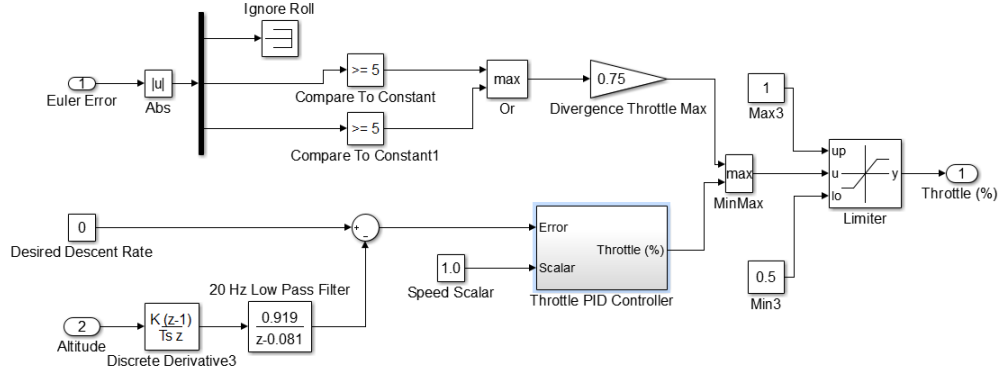 Ignore Roll
1
Euler Error
|u|
Abs
>= 5
Compare To Constant
>= 5
Compare To Constant1
max
Or
0.75
Divergence Throttle Max
1
Max3
max
MinMax
up
u
lo
y
Limiter
1
Throttle (%)
0
Desired Descent Rate
+
−
Error
Scalar
Throttle (%)
Throttle PID Controller
1.0
Speed Scalar
0.5
Min3
20 Hz Low Pass Filter
2
Altitude
K (z-1)
Ts z
Discrete Derivative3
0.919
z-0.081